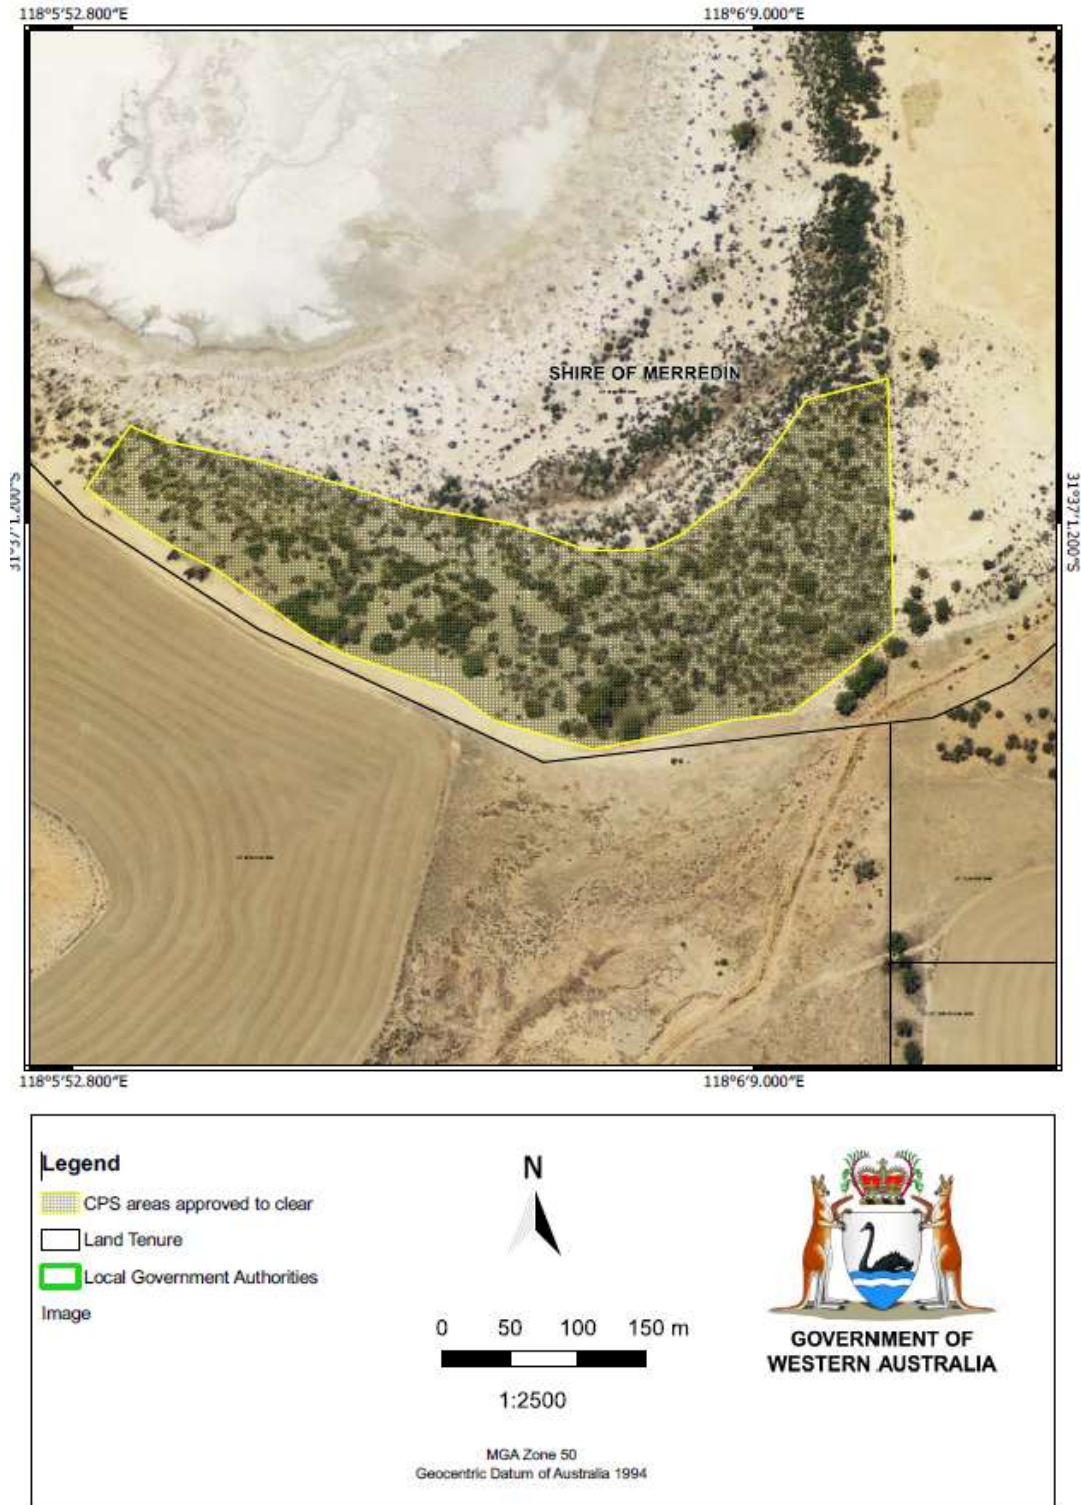 118°5'52.800"E 118°6'9.000"E
31°37'1.200"S
31°37'1.200"S
SHIRE OF MERREDIN
118°5'52.800"E 118°6'9.000"E
Legend
CPS areas approved to clear
Land Tenure
Local Government Authorities
Image
N
0 50 100 150 m
1:2500
MGA Zone 50
Geocentric Datum of Australia 1994
GOVERNMENT OF
WESTERN AUSTRALIA